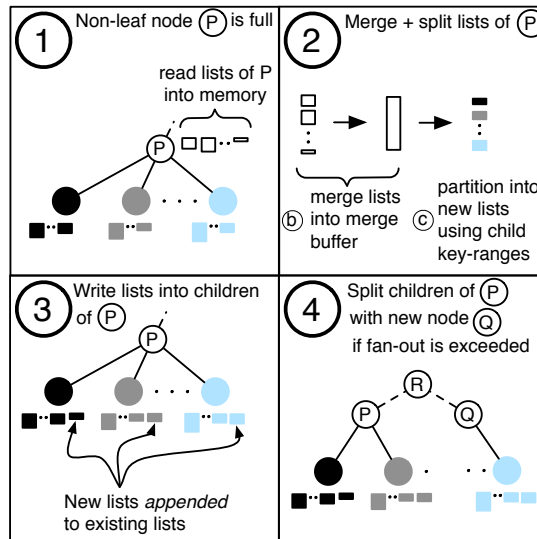 1
Non-leaf node P is full
read lists of P
into memory
P
2
Merge + split lists of P
b
merge lists
into merge
buffer
c
partition into
new lists
using child
key-ranges
3
Write lists into children
of P
P
New lists appended
to existing lists
4
Split children of P
with new node Q
if fan-out is exceeded
R
P
Q